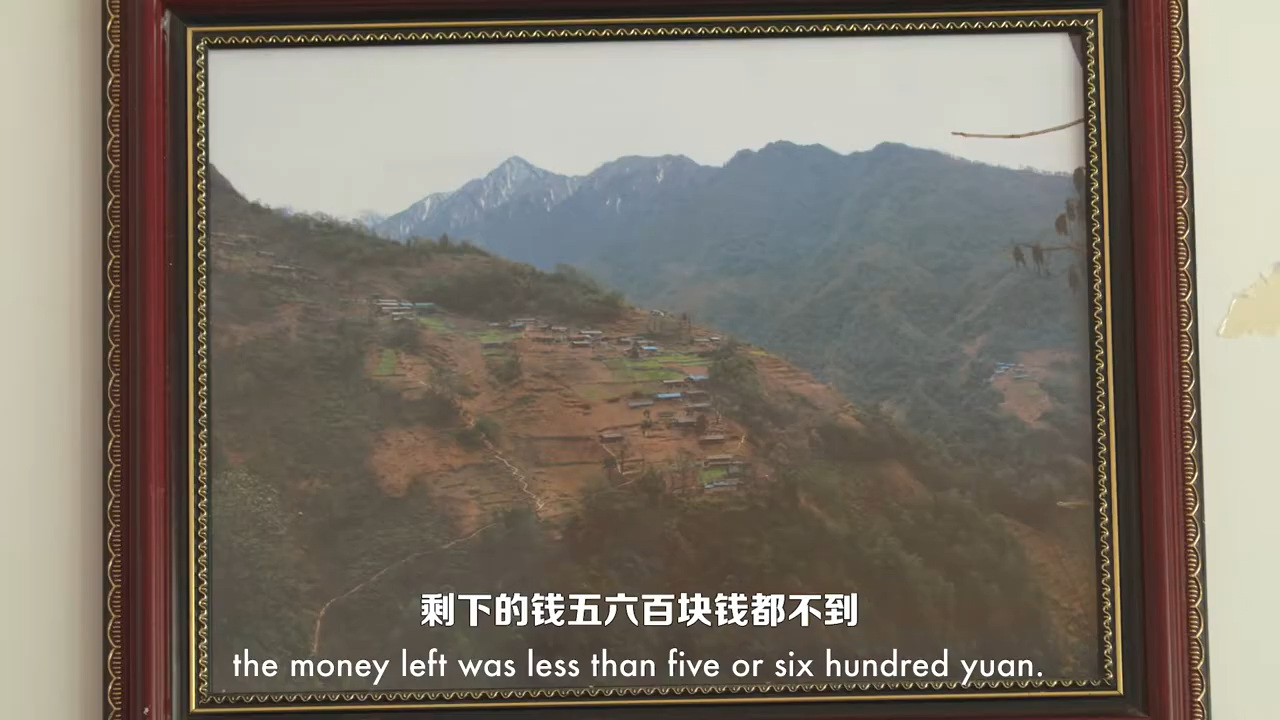 剩下的钱五六百块钱都不到
the money left was less than five or six hundred yuan.